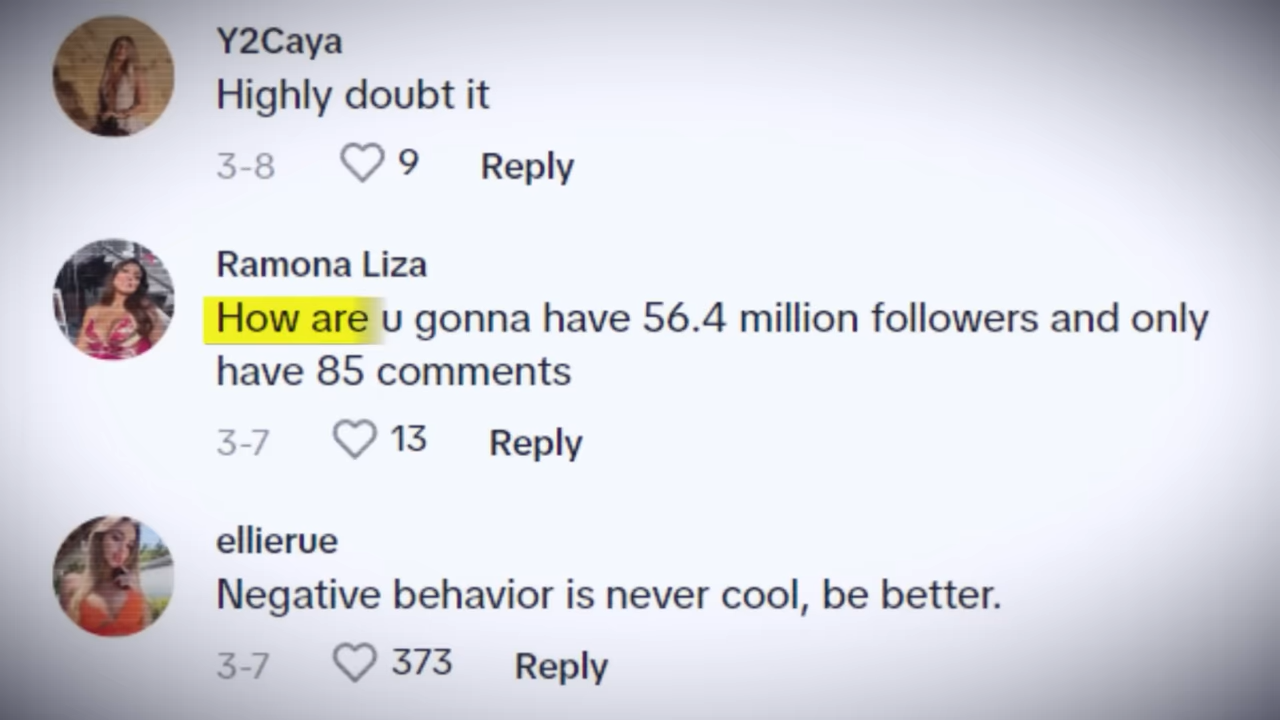 Y2Caya
Highly doubt it
3-8 9 Reply
Ramona Liza
How are u gonna have 56.4 million followers and only
have 85 comments
3-7 13 Reply
ellierue
Negative behavior is never cool, be better.
3-7 373 Reply